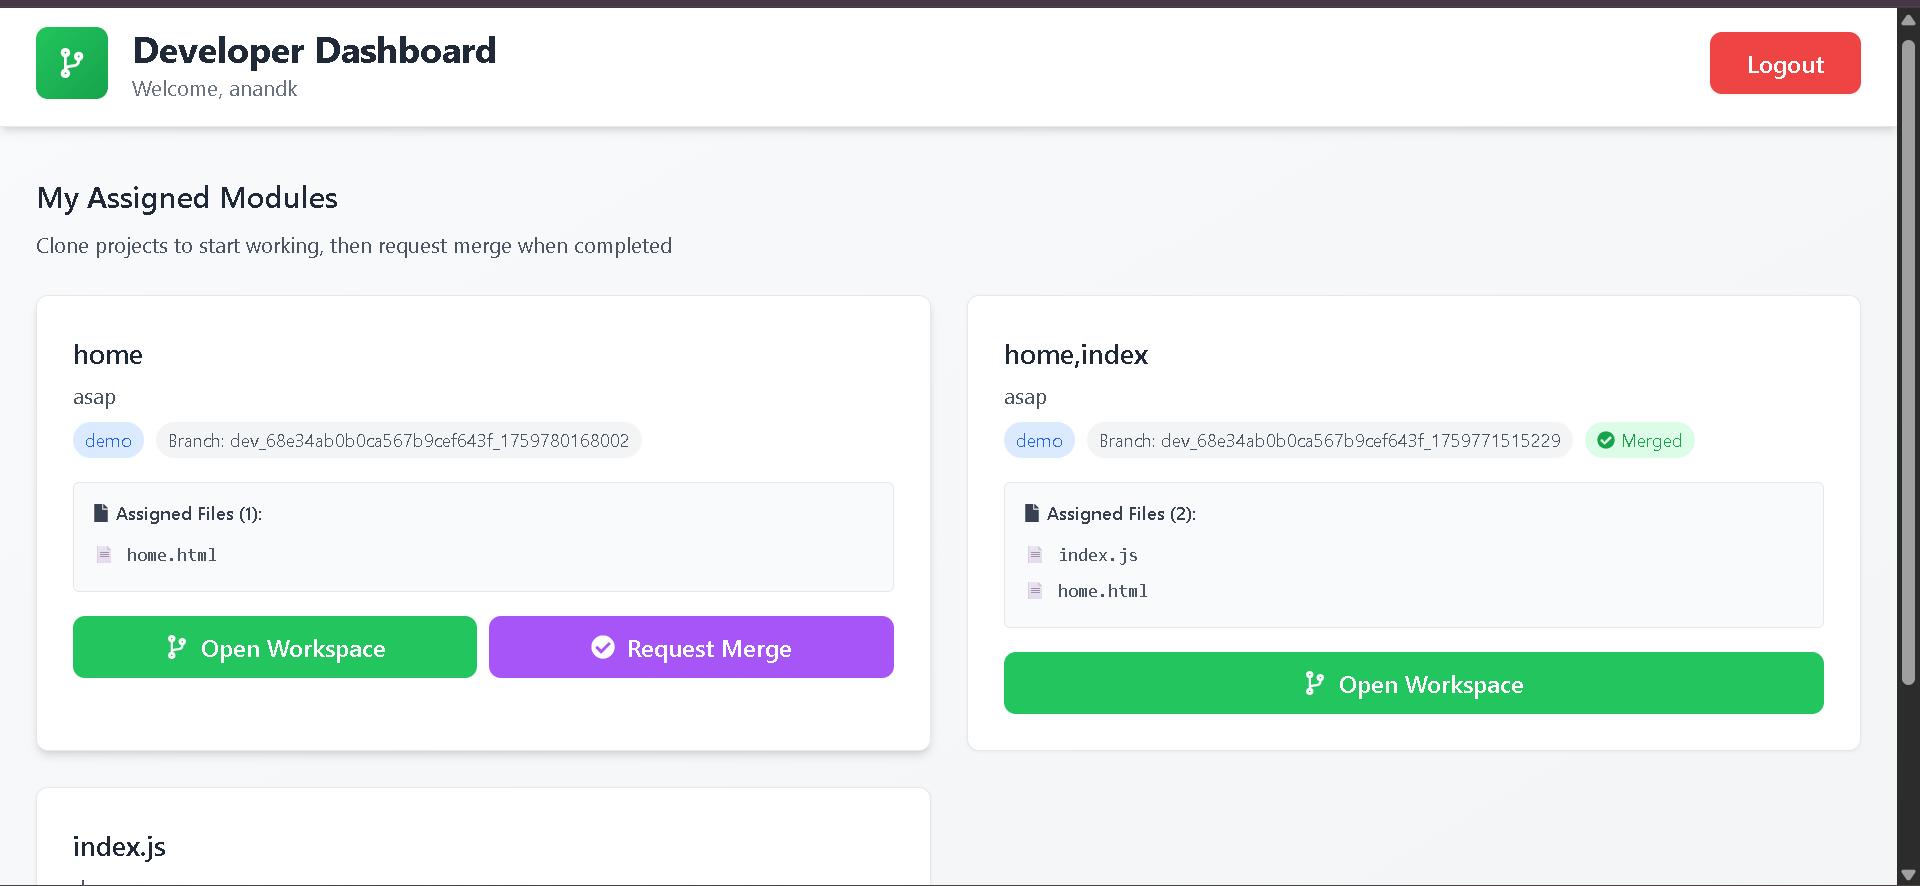 Developer Dashboard
Welcome, anandk
Logout
My Assigned Modules
Clone projects to start working, then request merge when completed
home
asap
demo
Branch: dev_68e34ab0b0ca567b9cef643f_1759780168002
Assigned Files (1):
home.html
Open Workspace
Request Merge
home,index
asap
demo
Branch: dev_68e34ab0b0ca567b9cef643f_1759771515229
Merged
Assigned Files (2):
index.js
home.html
Open Workspace
index.js